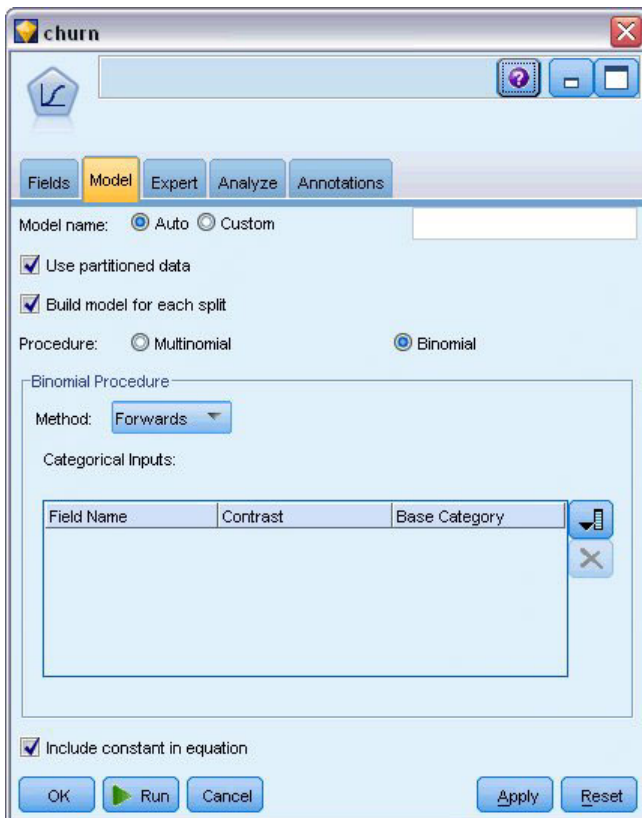 churn
?
Fields Model Expert Analyze Annotations
Model name: Auto Custom
Use partitioned data
Build model for each split
Procedure: Multinomial Binomial
Binomial Procedure
Method: Forwards
Categorical Inputs:
Field Name Contrast Base Category
Include constant in equation
OK Run Cancel Apply Reset